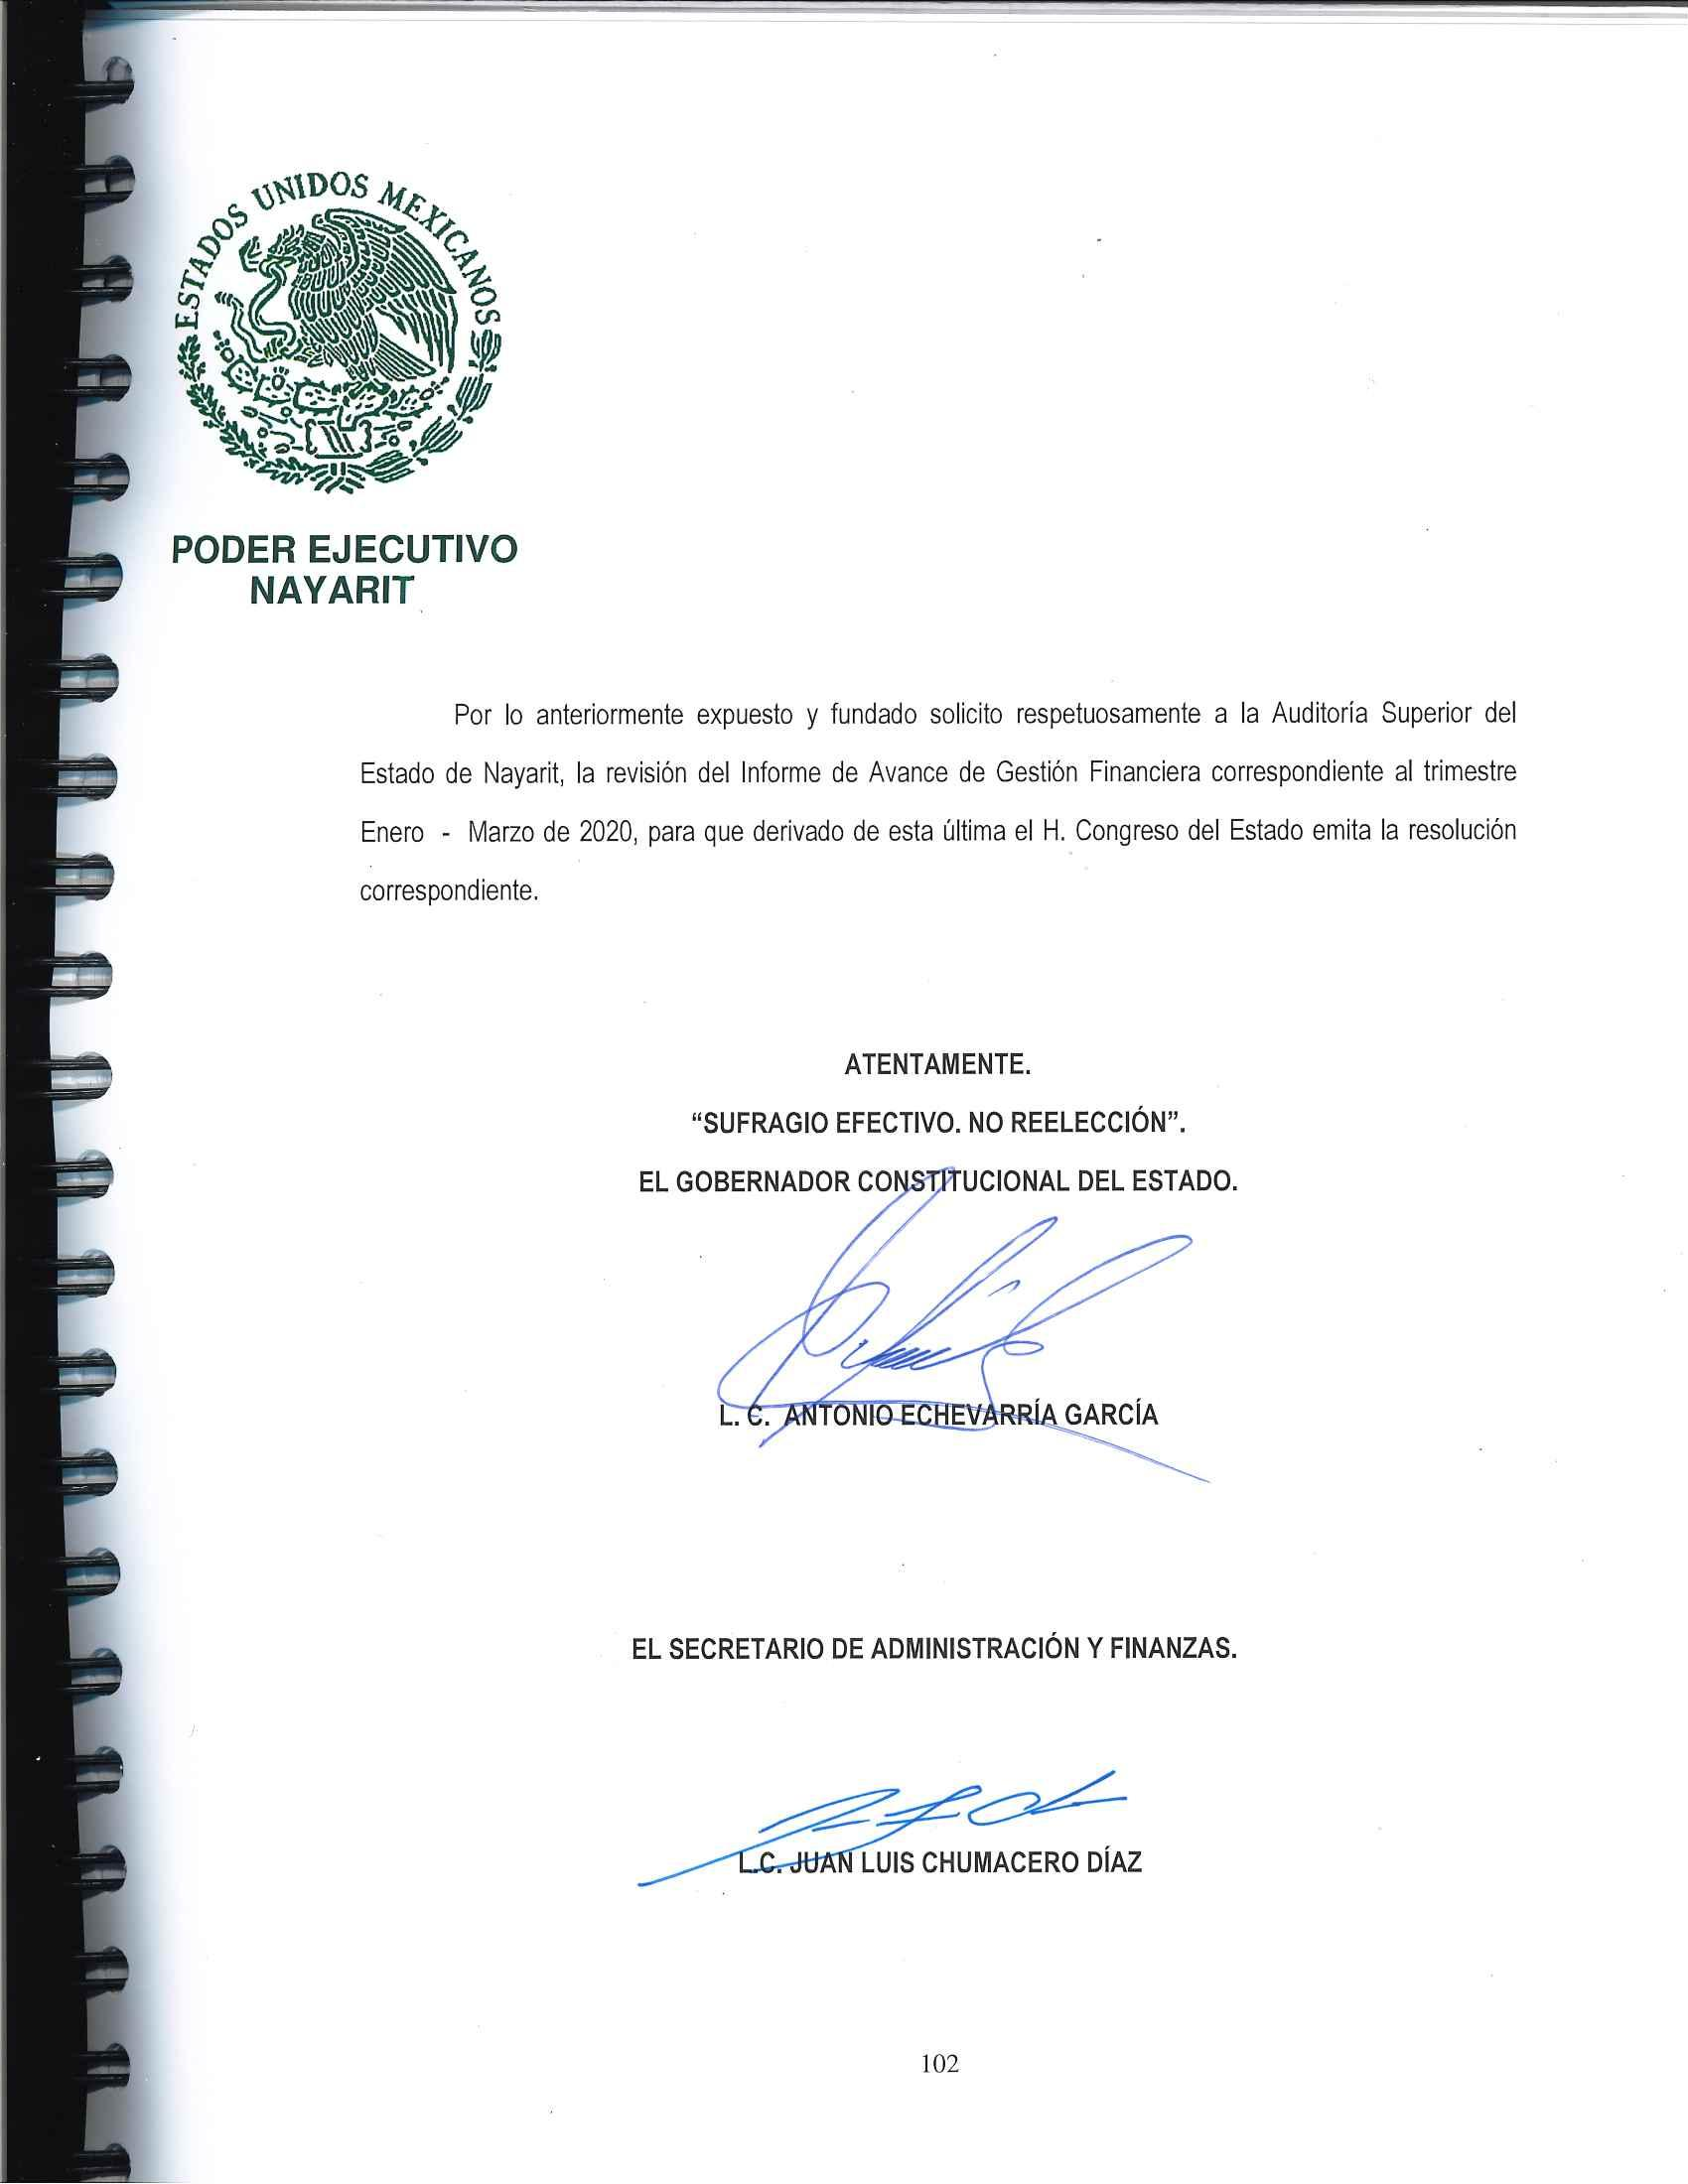 ESTADOS UNIDOS MEXICANOS
PODER EJECUTIVO
NAYARIT
Por lo anteriormente expuesto y fundado solicito respetuosamente a la Auditoría Superior del
Estado de Nayarit, la revisión del Informe de Avance de Gestión Financiera correspondiente al trimestre
Enero - Marzo de 2020, para que derivado de esta última el H. Congreso del Estado emita la resolución
correspondiente.
ATENTAMENTE.
“SUFRAGIO EFECTIVO. NO REELECCIÓN”.
EL GOBERNADOR CONSTITUCIONAL DEL ESTADO.
L. C. ANTONIO ECHEVARRÍA GARCÍA
EL SECRETARIO DE ADMINISTRACIÓN Y FINANZAS.
L.C. JUAN LUIS CHUMACERO DÍAZ
102